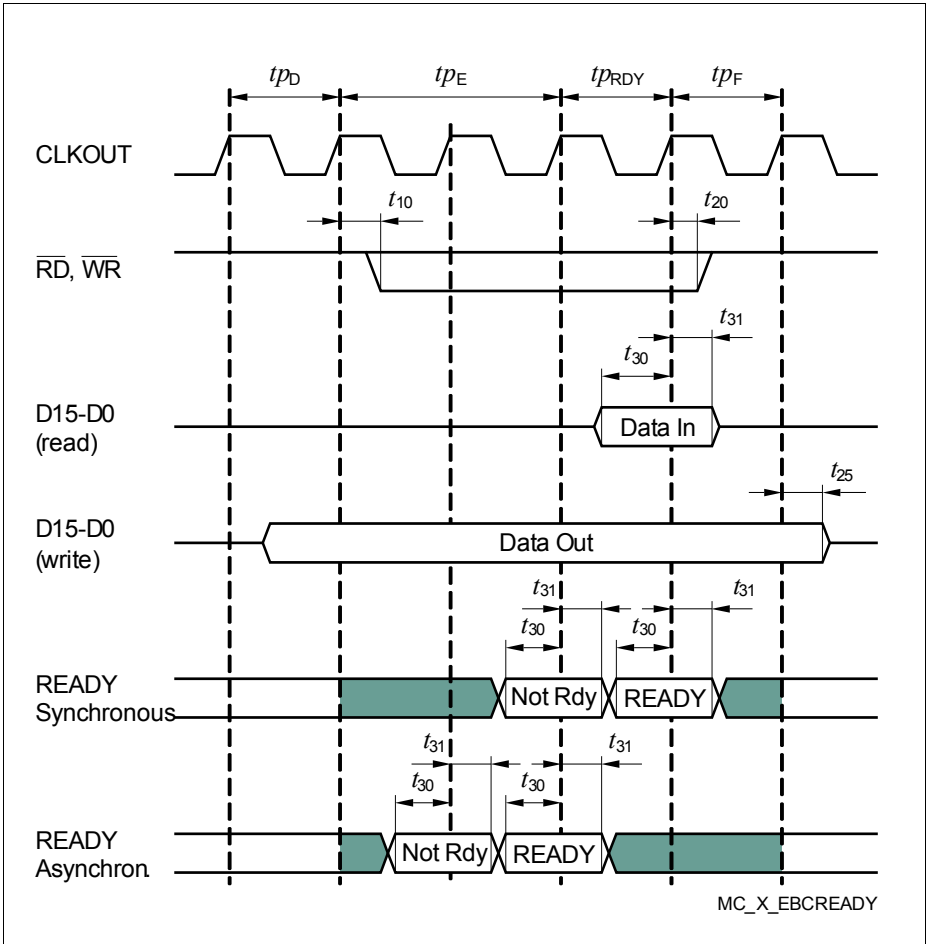 tpD tpE tpRDY tpF
CLKOUT
t10 t20
RD, WR
t31
t30
D15-D0
(read)
Data In
t25
D15-D0
(write)
Data Out
t31 t31
t30 t30
READY
Synchronous
Not Rdy READY
t31 t31
t30 t30
READY
Asynchron.
Not Rdy READY
MC_X_EBCREADY